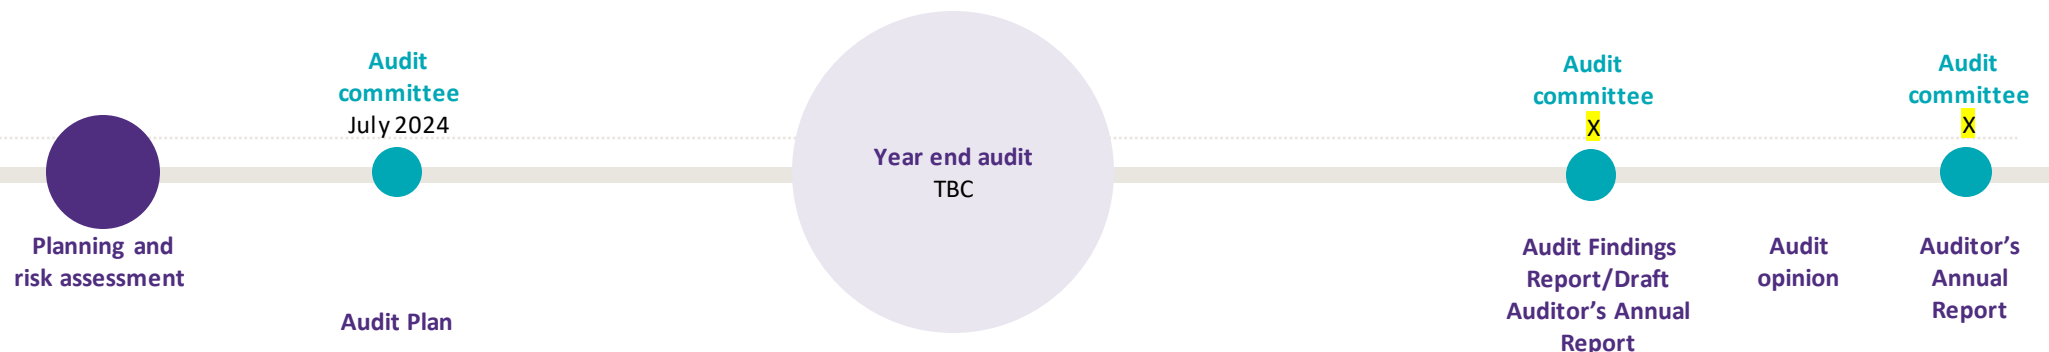 Audit
committee
July 2024
Planning and
risk assessment
Audit Plan
Year end audit
TBC
Audit
committee
X
Audit Findings
Report/Draft
Auditor’s Annual
Report
Audit
opinion
Audit
committee
X
Auditor’s
Annual
Report